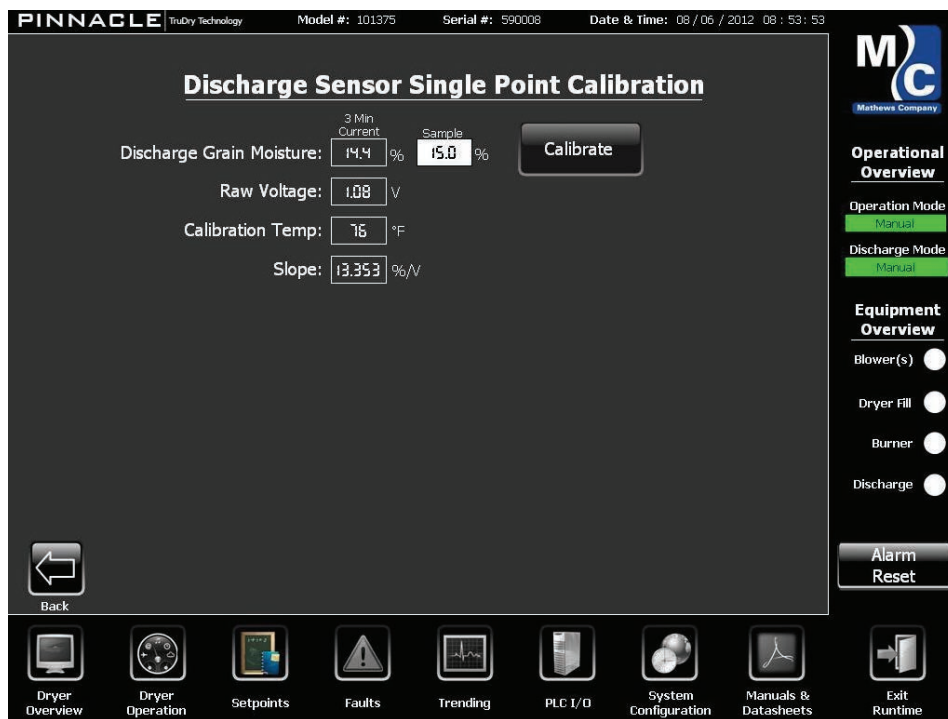 PINNACLE TruDry Technology Model #: 101375 Serial #: 590008 Date & Time: 08/06/2012 08:53:53
MC
Mathews Company
Discharge Sensor Single Point Calibration
3 Min
Current
Sample
Discharge Grain Moisture: 14.4 % 15.0 % Calibrate
Raw Voltage: 1.08 V
Calibration Temp: 76 °F
Slope: 13.353 %/V
Operational
Overview
Operation Mode
Manual
Discharge Mode
Manual
Equipment
Overview
Blower(s)
Dryer Fill
Burner
Discharge
Alarm
Reset
Back
Dryer
Overview
Dryer
Operation
Setpoints
Faults
Trending
PLC I/O
System
Configuration
Manuals &
Datasheets
Exit
Runtime